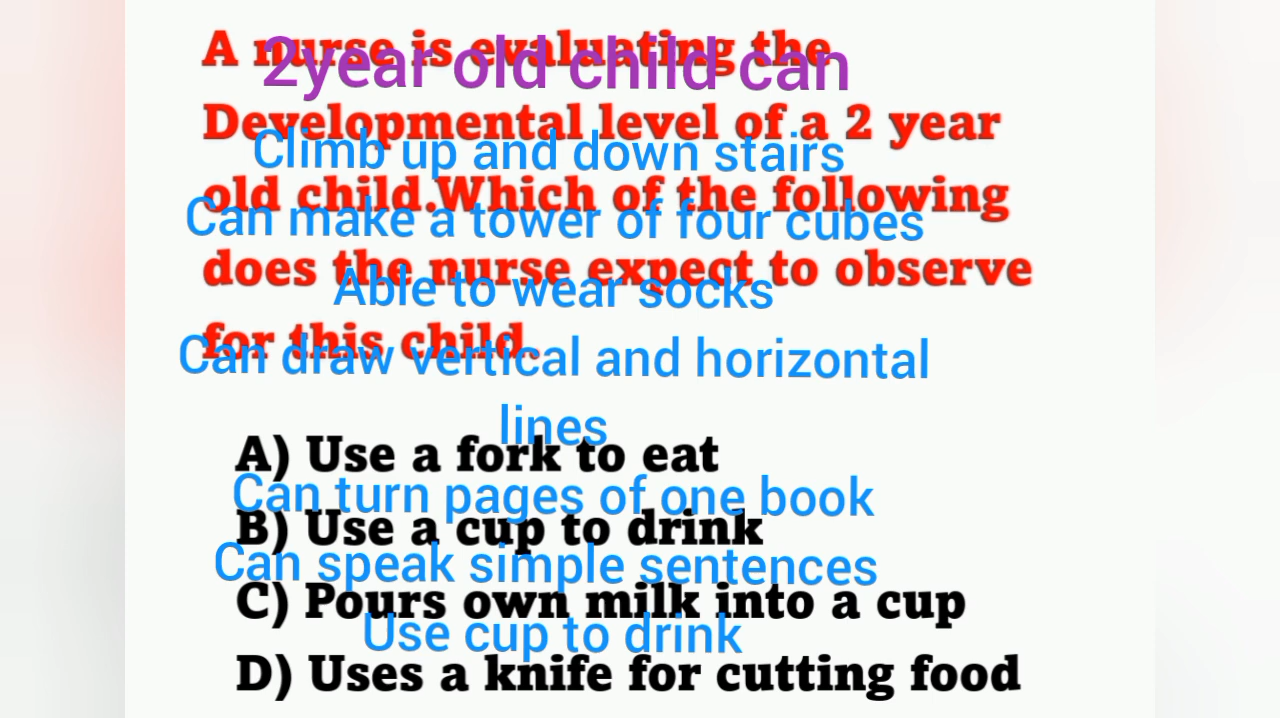 A nurse is evaluating the
Developmental level of a 2 year
old child.Which of the following
does the nurse expect to observe
for this child.
A) Use a fork to eat
B) Use a cup to drink
C) Pours own milk into a cup
D) Uses a knife for cutting food
2year old child can
Climb up and down stairs
Can make a tower of four cubes
Able to wear socks
Can draw vertical and horizontal
lines
Can turn pages of one book
Can speak simple sentences
Use cup to drink